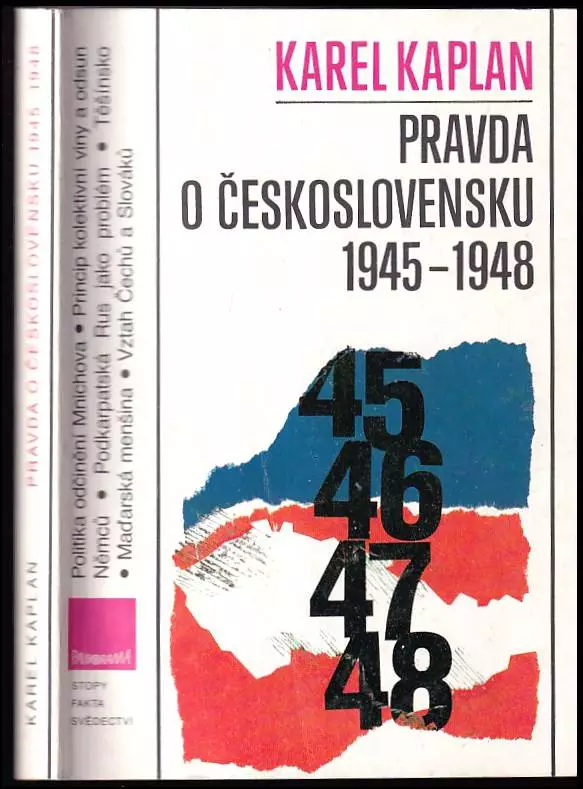 KAREL KAPLAN
PRAVDA
O ČESKOSLOVENSKU
1945–1948
45
46
47
48
KAREL KAPLAN PRAVDA O ČESKOSLOVENSKU 1945 1948
Politika odčinění Mnichova • Princip kolektivní viny a odsun
Němců • Podkarpatská Rus jako problém • Těšínsko
• Maďarská menšina • Vztah Čechů a Slováků
PANORAMA
STOPY
FAKTA
SVĚDECTVÍ